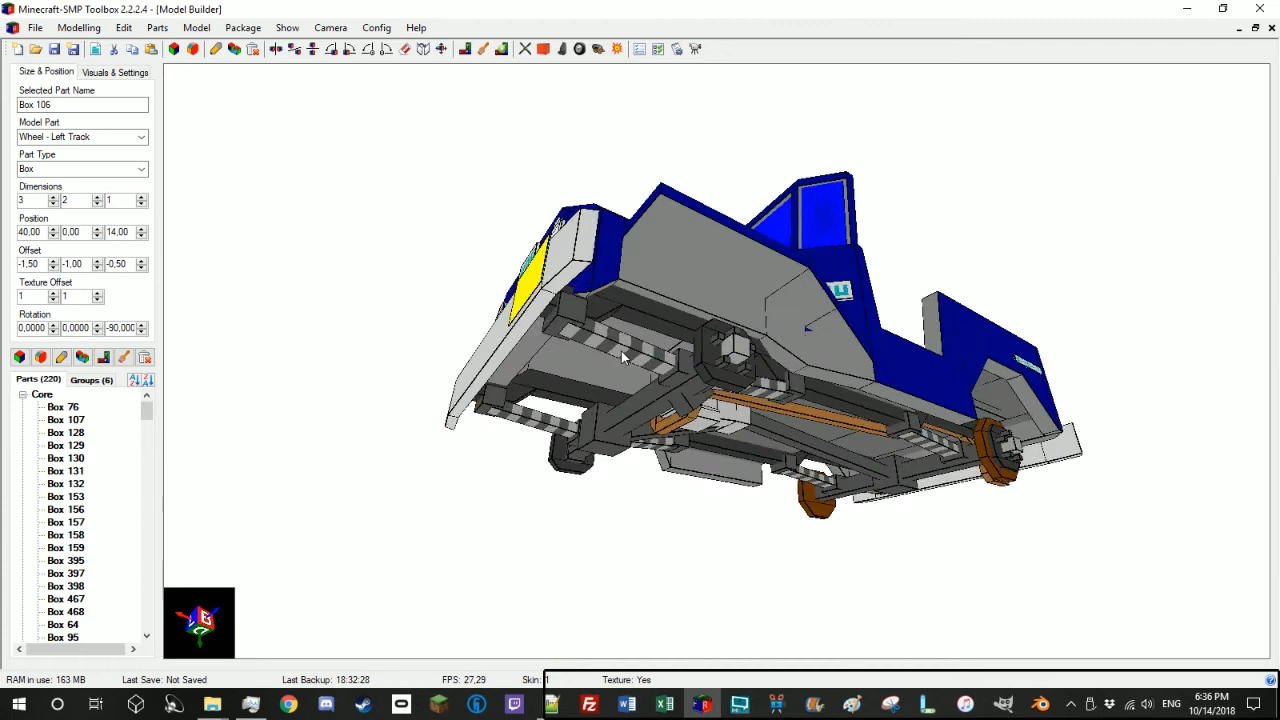 Minecraft-SMP Toolbox 2.2.2.4 - [Model Builder]
File Modelling Edit Parts Model Package Show Camera Config Help
Size & Position Visuals & Settings
Selected Part Name
Box 106
Model Part
Wheel - Left Track
Part Type
Box
Dimensions
3 2 1
Position
40,00 0,00 14,00
Offset
-1,50 -1,00 -0,50
Texture Offset
1 1
Rotation
0,0000 0,0000 -90,000
Parts (220) Groups (6)
Core
Box 76
Box 107
Box 128
Box 129
Box 130
Box 131
Box 132
Box 153
Box 156
Box 157
Box 158
Box 159
Box 395
Box 397
Box 398
Box 467
Box 468
Box 64
Box 95
RAM in use: 163 MB Last Save: Not Saved Last Backup: 18:32:28 FPS: 27,29 Skin: 1 Texture: Yes
ENG 6:36 PM
10/14/2018